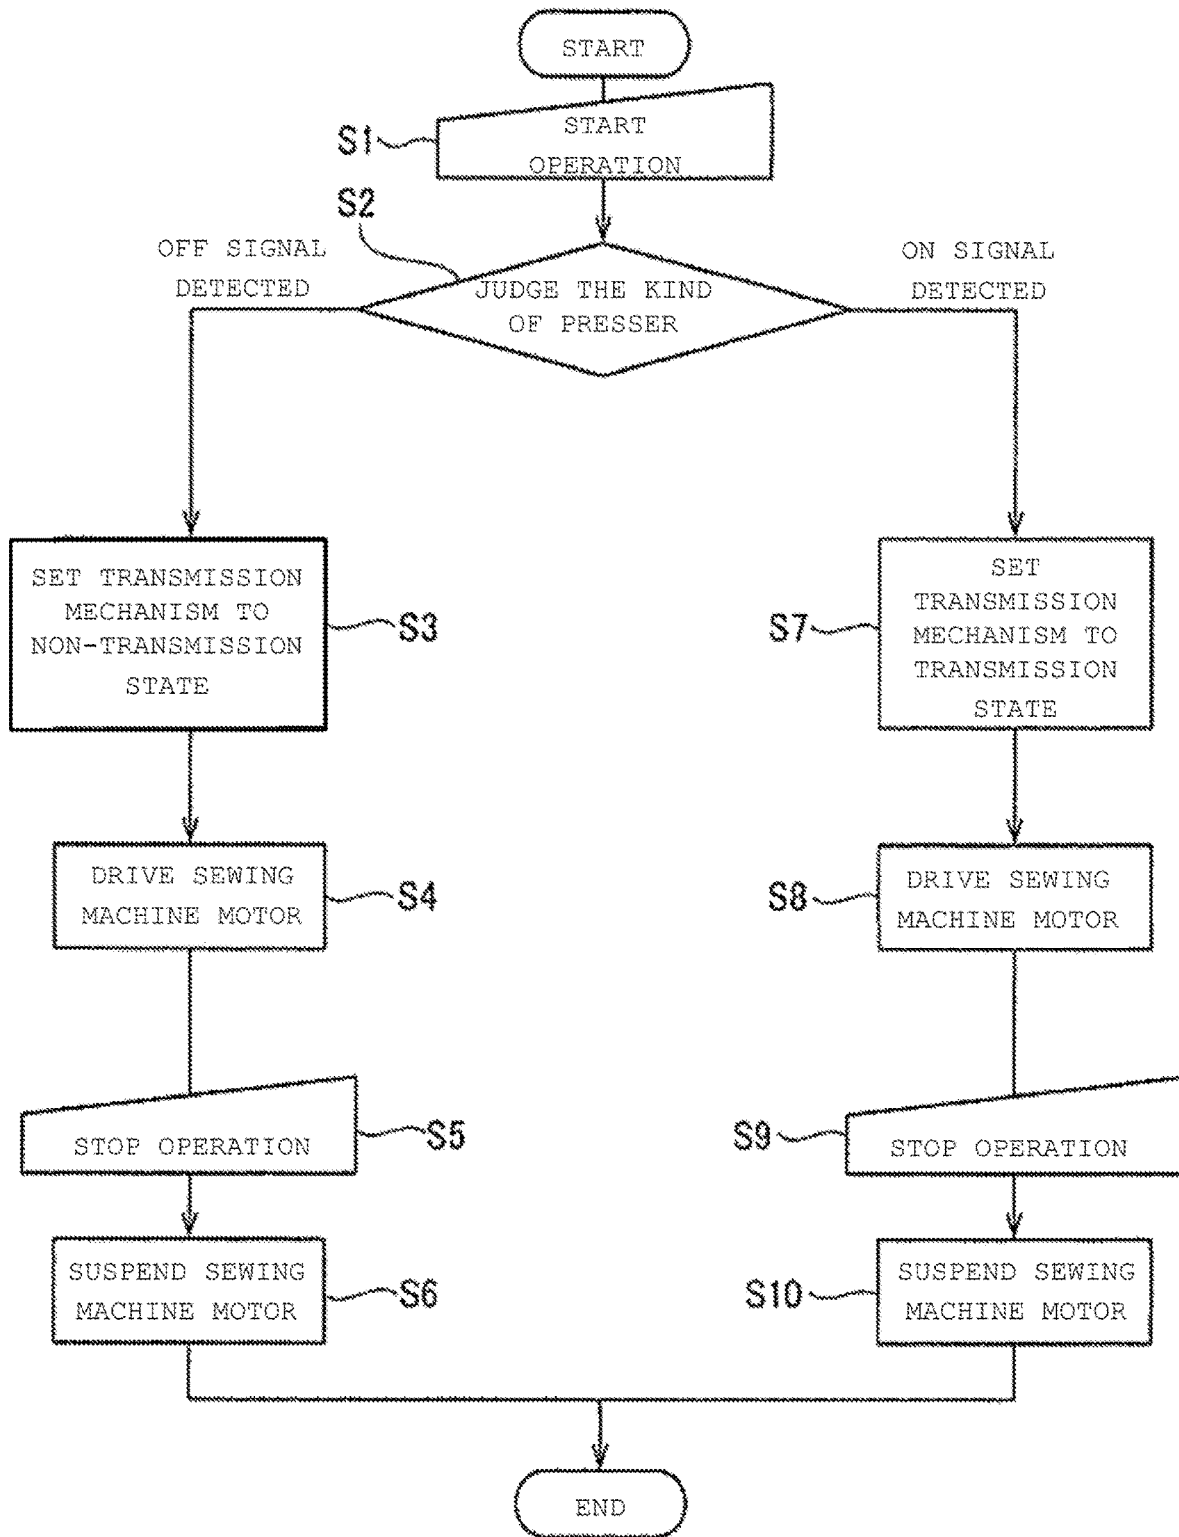 START
START
OPERATION
S1
S2
OFF SIGNAL
DETECTED
JUDGE THE KIND
OF PRESSER
ON SIGNAL
DETECTED
SET TRANSMISSION
MECHANISM TO
NON-TRANSMISSION
STATE
S3
DRIVE SEWING
MACHINE MOTOR
S4
STOP OPERATION
S5
SUSPEND SEWING
MACHINE MOTOR
S6
SET
TRANSMISSION
MECHANISM TO
TRANSMISSION
STATE
S7
DRIVE SEWING
MACHINE MOTOR
S8
STOP OPERATION
S9
SUSPEND SEWING
MACHINE MOTOR
S10
END